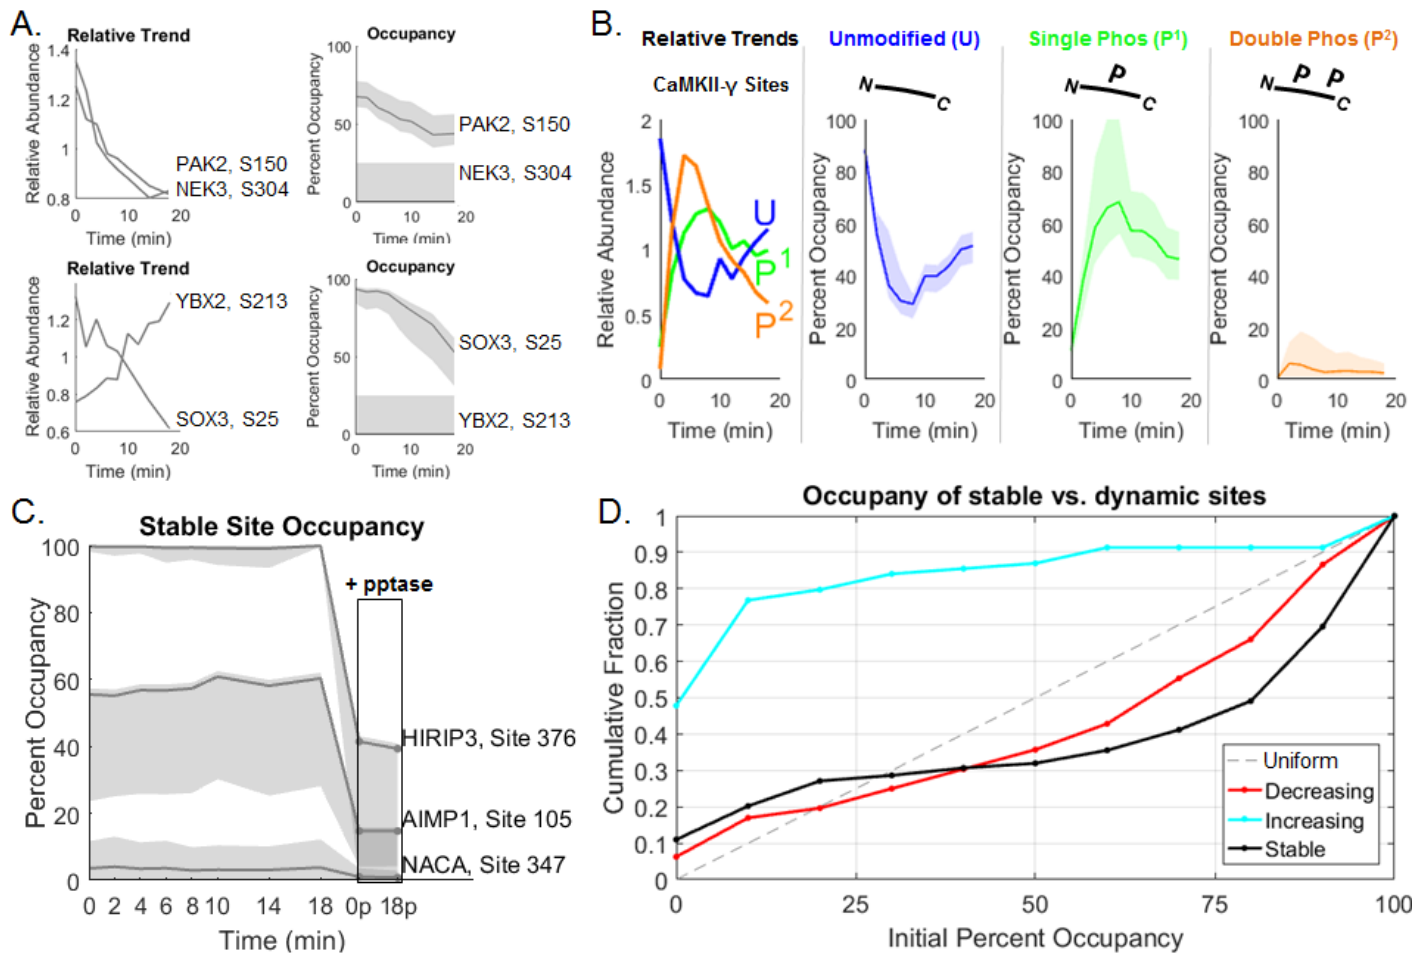 A.
Relative Trend
Relative Abundance
1.4
1.2
1
0.8
0
10
20
Time (min)
PAK2, S150
NEK3, S304
Occupancy
Percent Occupancy
100
50
0
0
10
20
Time (min)
PAK2, S150
NEK3, S304
Relative Trend
Relative Abundance
1.2
1
0.8
0.6
0
10
20
Time (min)
YBX2, S213
SOX3, S25
Occupancy
Percent Occupancy
100
50
0
0
10
20
Time (min)
SOX3, S25
YBX2, S213
B.
Relative Trends
CaMKII-γ Sites
Relative Abundance
2
1.5
1
0.5
0
0
10
20
Time (min)
U
P1
P2
Unmodified (U)
N
C
Percent Occupancy
100
80
60
40
20
0
0
10
20
Time (min)
Single Phos (P1)
P
N
C
Percent Occupancy
100
80
60
40
20
0
0
10
20
Time (min)
Double Phos (P2)
P P
N
C
Percent Occupancy
100
80
60
40
20
0
0
10
20
Time (min)
C.
Stable Site Occupancy
Percent Occupancy
100
80
60
40
20
0
+ pptase
HIRIP3, Site 376
AIMP1, Site 105
NACA, Site 347
0 2 4 6 8 10 14 18 0p 18p
Time (min)
D.
Occupany of stable vs. dynamic sites
Cumulative Fraction
1
0.9
0.8
0.7
0.6
0.5
0.4
0.3
0.2
0.1
0
0
25
50
75
100
Initial Percent Occupancy
Uniform
Decreasing
Increasing
Stable